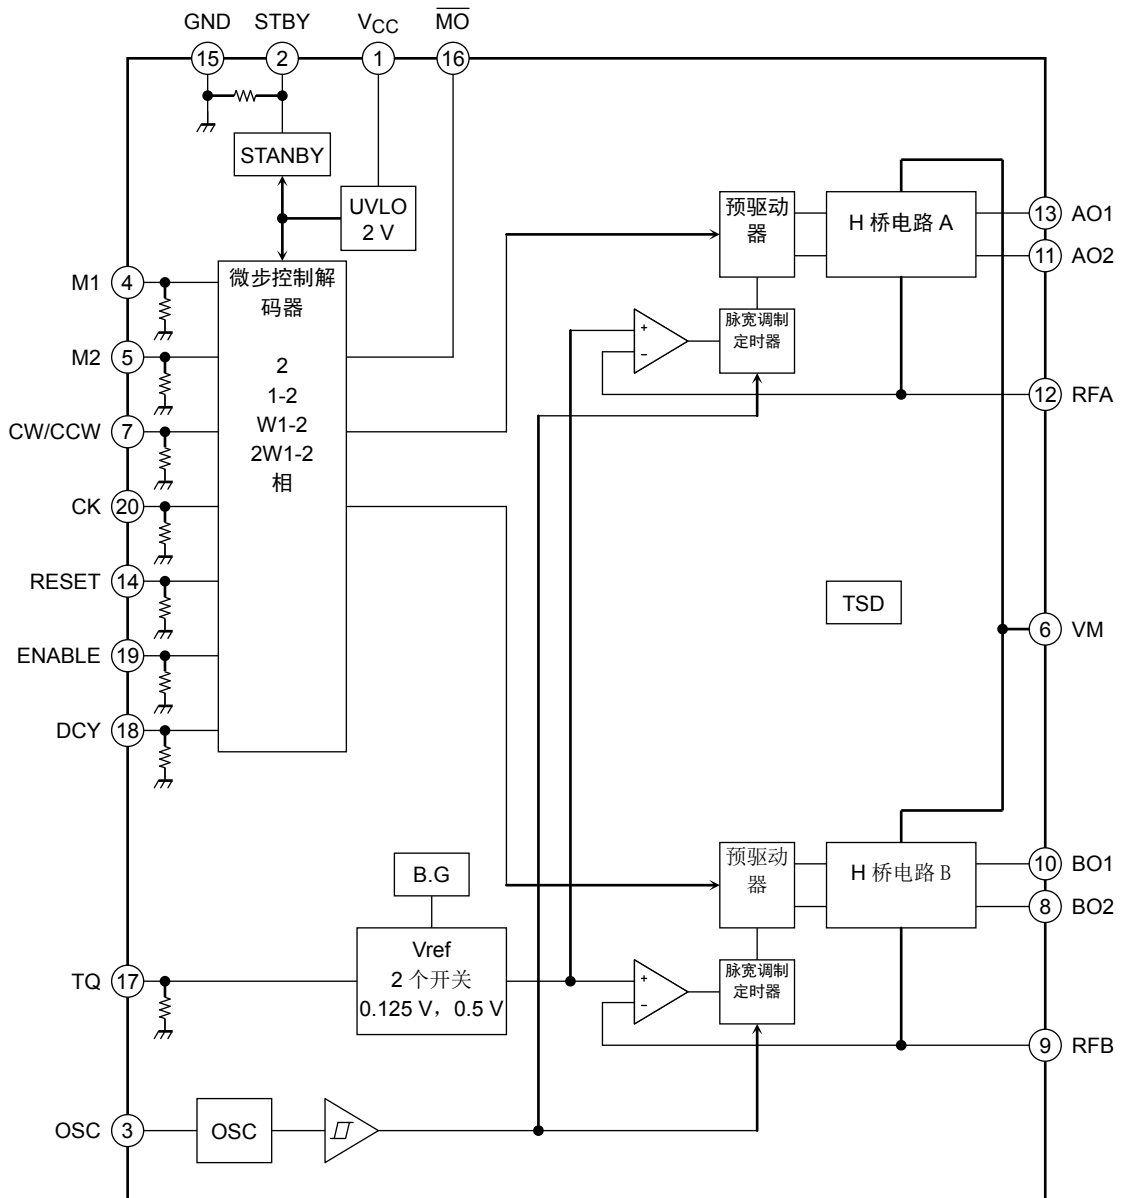 GND STBY VCC MO
15 2 1 16
STANBY
UVLO
2 V
预驱动
器
H 桥电路 A
13 AO1
11 AO2
M1 4
微步控制解
码器
2
1-2
W1-2
2W1-2
相
脉宽调制
定时器
+
−
M2 5
12 RFA
CW/CCW 7
CK 20
RESET 14
TSD
6 VM
ENABLE 19
DCY 18
预驱动
器
H 桥电路 B
10 BO1
8 BO2
B.G
Vref
2 个开关
0.125 V，0.5 V
TQ 17
+
−
脉宽调制
定时器
9 RFB
OSC 3
OSC